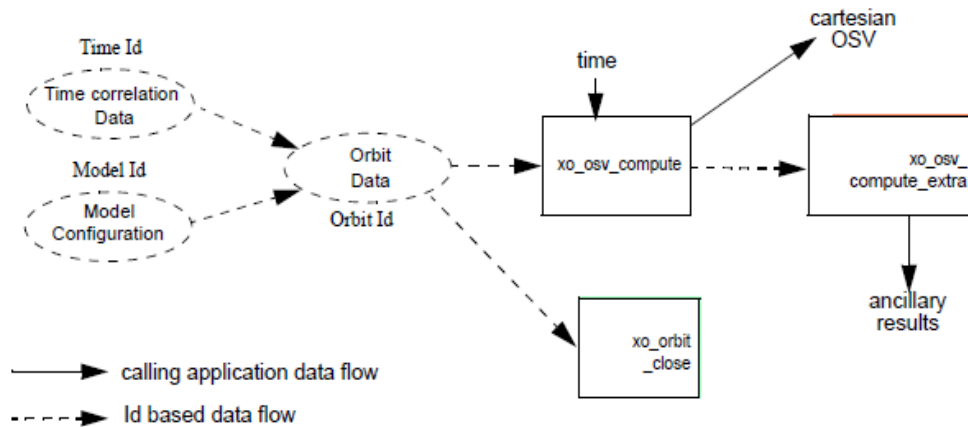 Time Id
Time correlation
Data
Model Id
Model
Configuration
Orbit
Data
Orbit Id
time
xo_osv_compute
cartesian
OSV
xo_osv_
compute_extra
ancillary
results
xo_orbit
_close
calling application data flow
Id based data flow